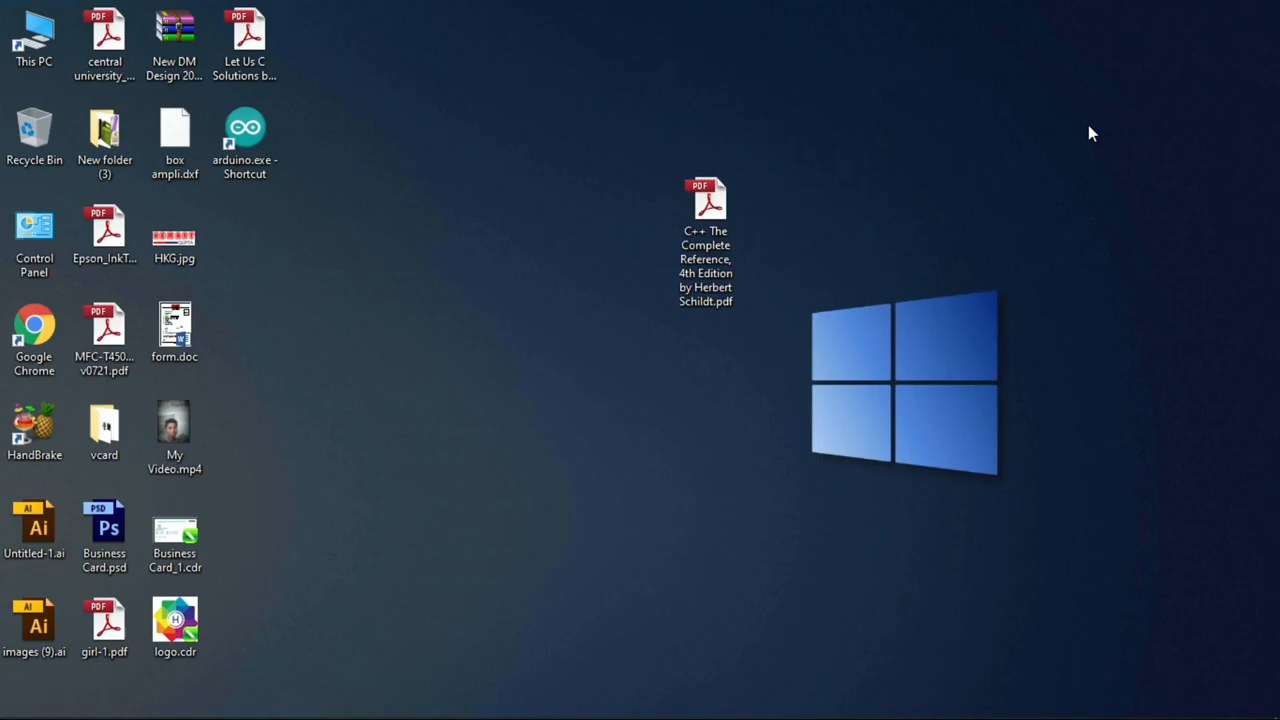 This PC
PDF
central
university_...
New DM
Design 20...
PDF
Let Us C
Solutions b...
Recycle Bin
New folder
(3)
box
ampli.dxf
arduino.exe -
Shortcut
Control
Panel
PDF
Epson_InkT...
HKG.jpg
Google
Chrome
PDF
MFC-T450...
v0721.pdf
W
form.doc
HandBrake
vcard
My
Video.mp4
AI
Ai
Untitled-1.ai
PSD
Ps
Business
Card.psd
Business
Card_1.cdr
AI
Ai
images (9).ai
PDF
girl-1.pdf
H
logo.cdr
PDF
C++ The
Complete
Reference,
4th Edition
by Herbert
Schildt.pdf